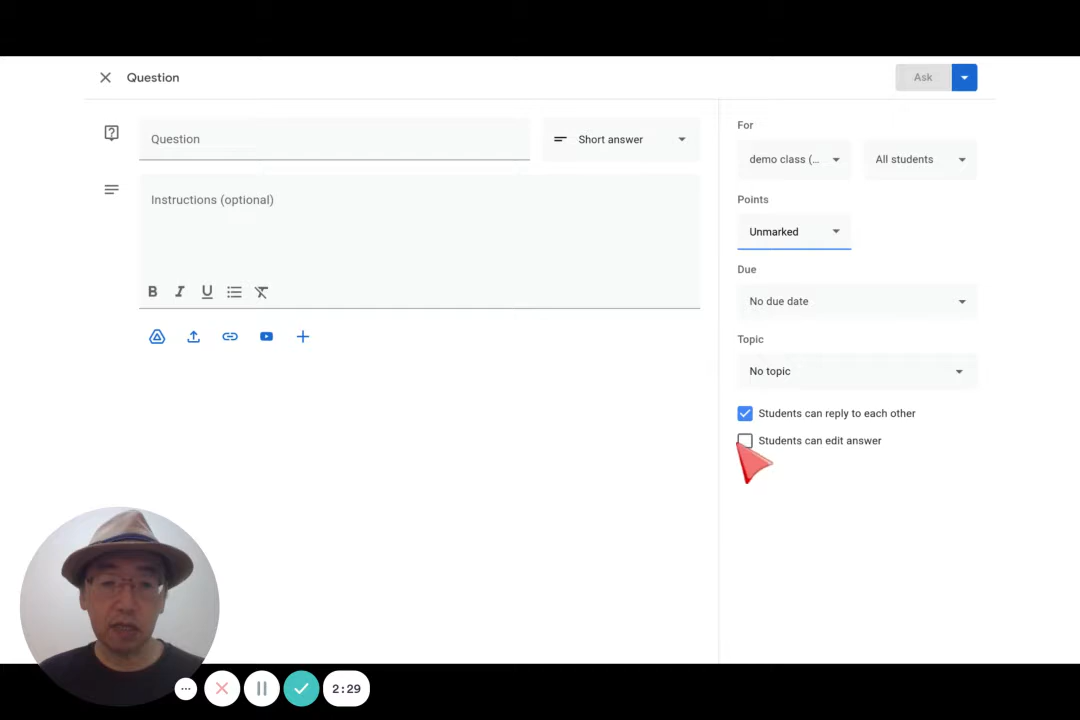 Question
Ask
Question
Short answer
Instructions (optional)
B I U
For
demo class (...
All students
Points
Unmarked
Due
No due date
Topic
No topic
Students can reply to each other
Students can edit answer
2:29